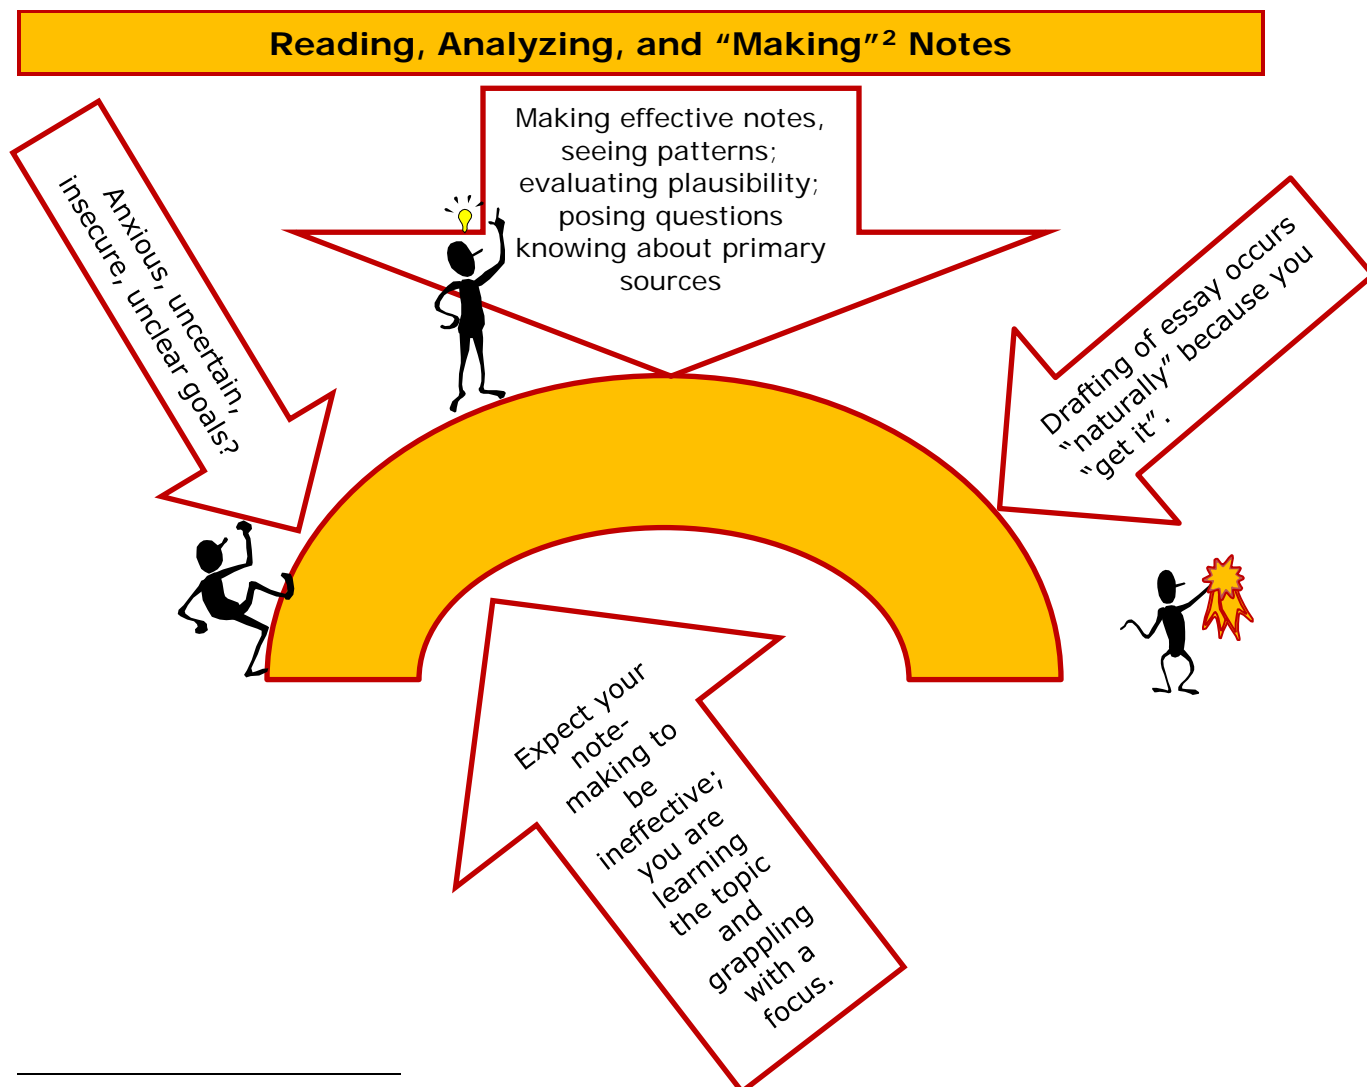 Reading, Analyzing, and “Making”² Notes
Anxious, uncertain,
insecure, unclear goals?
Making effective notes,
seeing patterns;
evaluating plausibility;
posing questions
knowing about primary
sources
Drafting of essay occurs
“naturally” because you
“get it”.
Expect your
note-
making to
be
ineffective;
you are
learning
the topic
and
grappling
with a
focus.